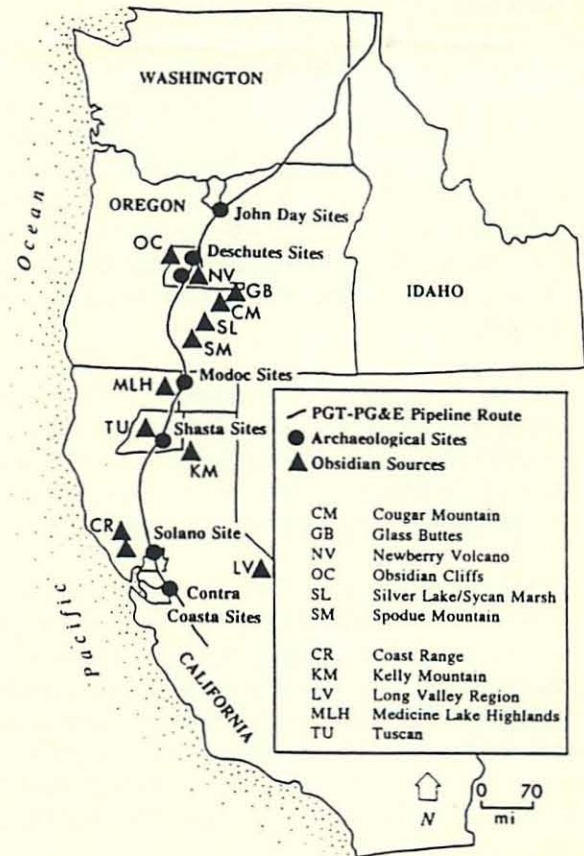 WASHINGTON
OREGON
John Day Sites
OC
Deschutes Sites
NV
GB
CM
SL
SM
IDAHO
Ocean
MLH
Modoc Sites
TU
Shasta Sites
KM
CR
Solano Site
LV
Contra
Coasta Sites
Pacific
CALIFORNIA
PGT-PG&E Pipeline Route
Archaeological Sites
Obsidian Sources
CM Cougar Mountain
GB Glass Buttes
NV Newberry Volcano
OC Obsidian Cliffs
SL Silver Lake/Sycan Marsh
SM Spodue Mountain
CR Coast Range
KM Kelly Mountain
LV Long Valley Region
MLH Medicine Lake Highlands
TU Tuscan
N
0 70
mi